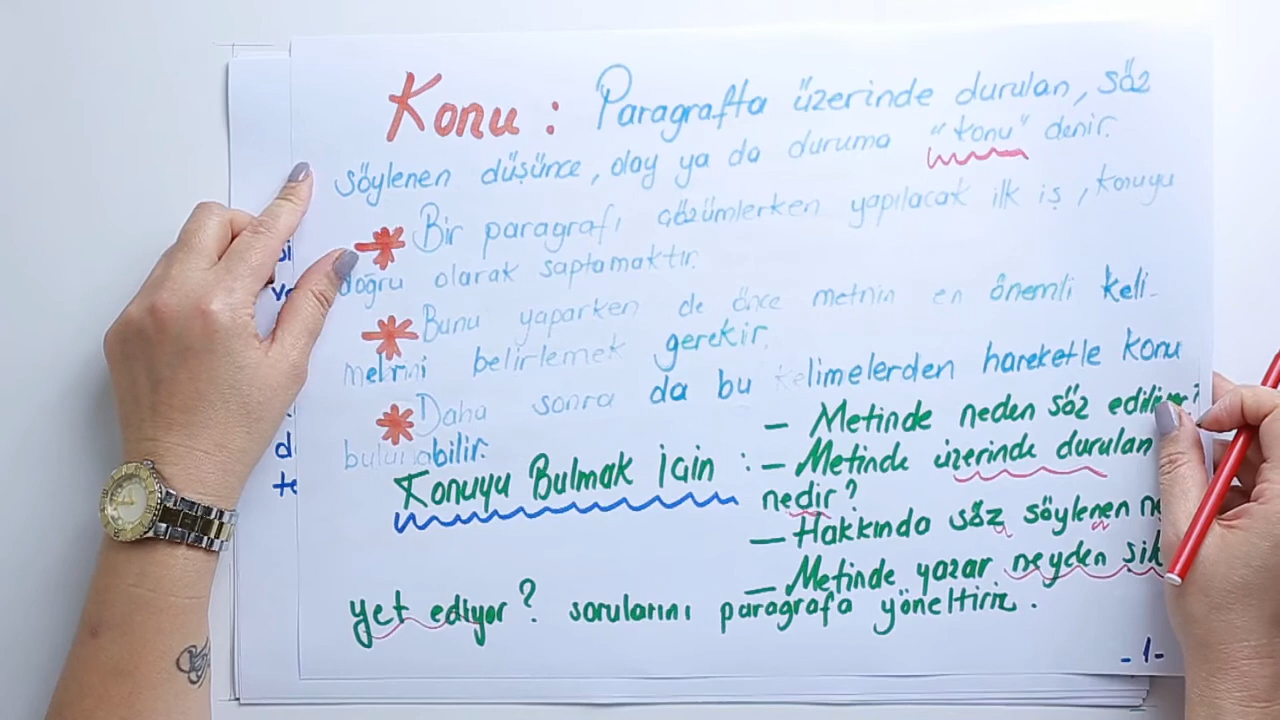 Konu : Paragrafta üzerinde durulan, söz
söylenen düşünce, olay ya da duruma "konu" denir.
Bir paragrafı çözümlerken yapılacak ilk iş, konuyu
doğru olarak saptamaktır.
Bunu yaparken de önce metnin en önemli keli-
melerini belirlemek gerekir.
Daha sonra da bu kelimelerden hareketle konu
bulunabilir.
Konuyu Bulmak İçin :
— Metinde neden söz ediliyor?
— Metinde üzerinde durulan
nedir?
— Hakkında söz söylenen ne
— Metinde yazar neyden şik
yet ediyor? sorularını paragrafa yöneltiriz.
-1-